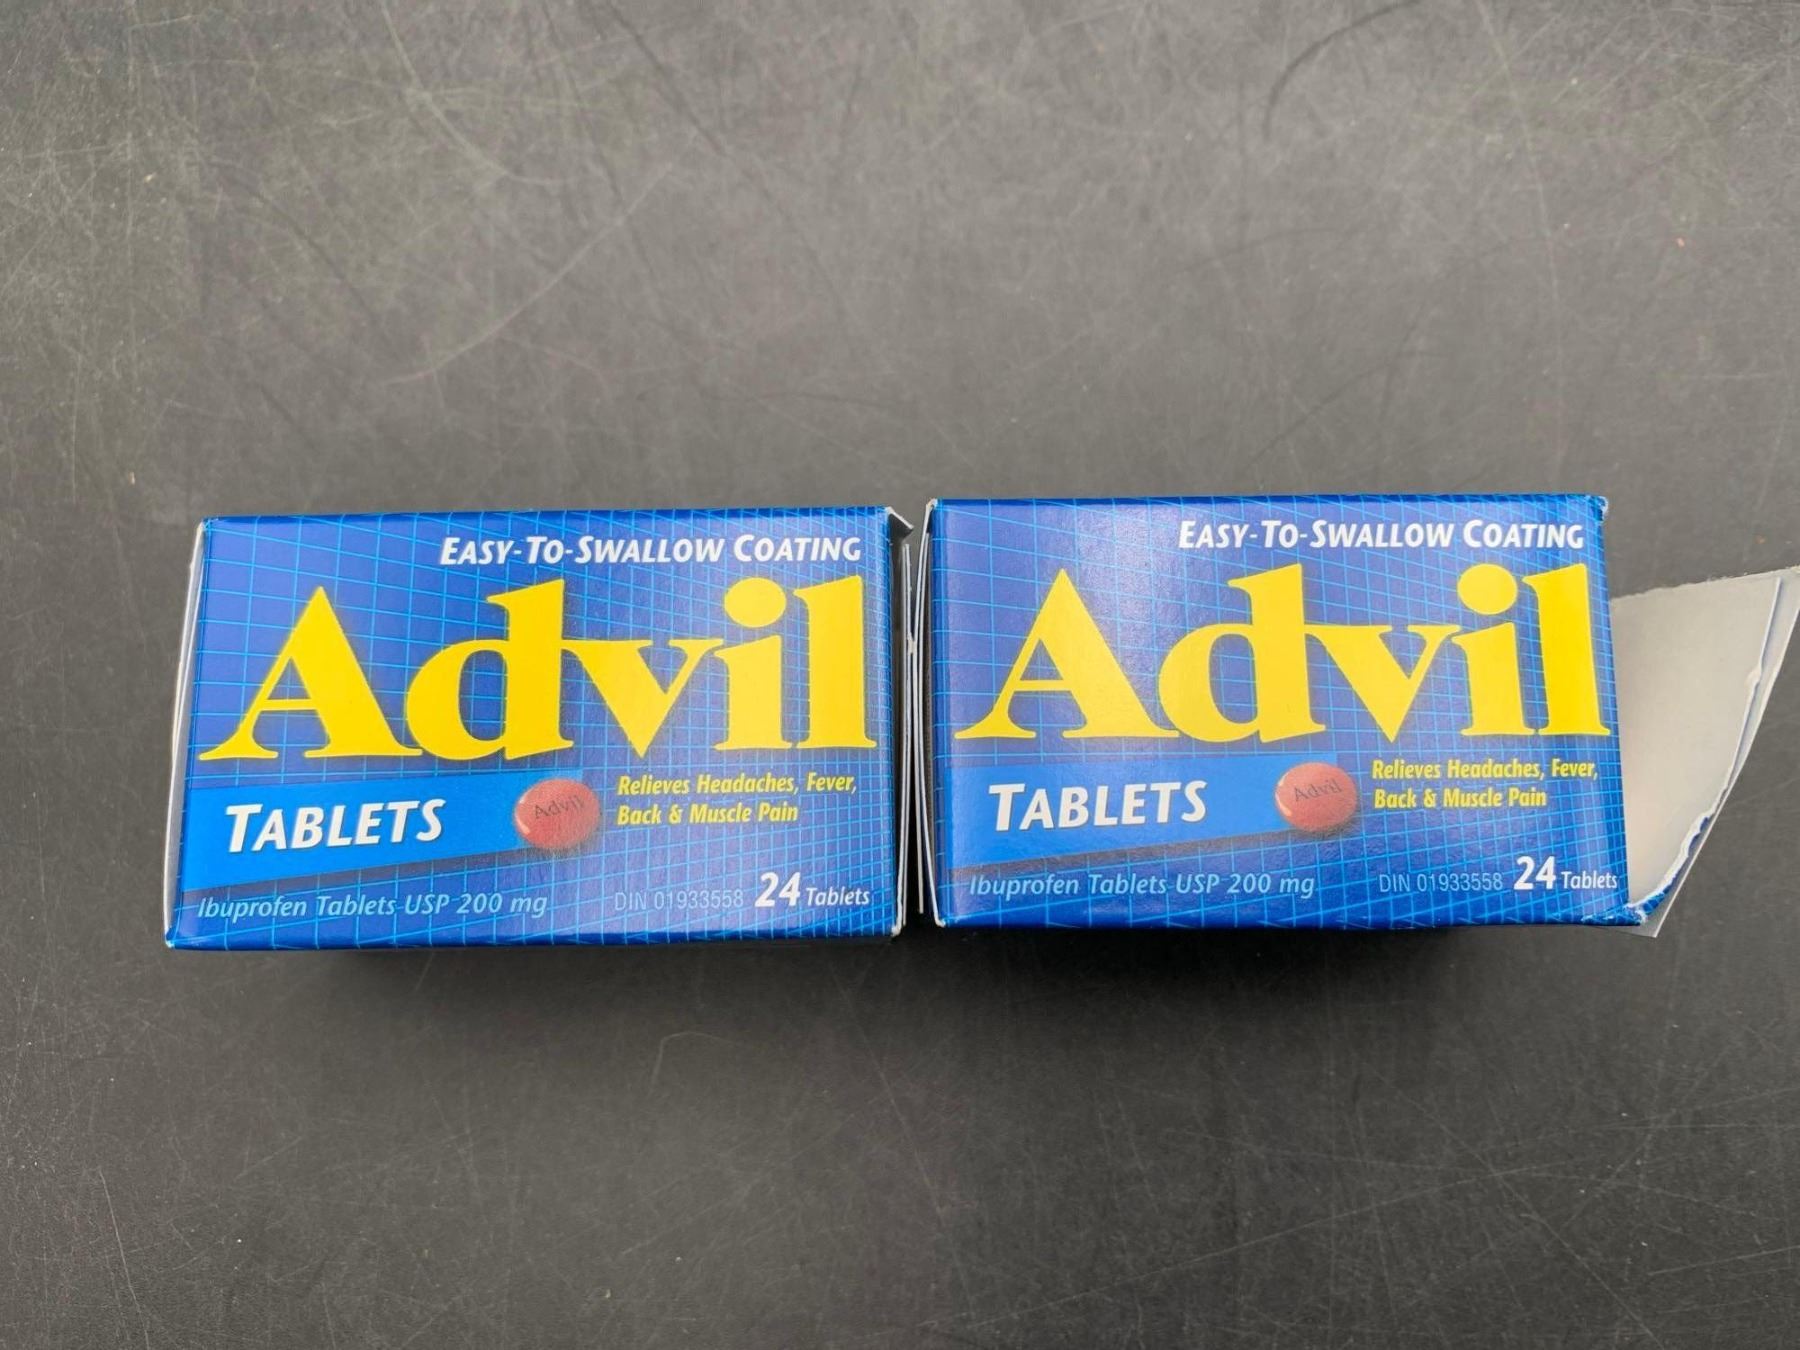 EASY-TO-SWALLOW COATING
Advil
TABLETS
Advil
Relieves Headaches, Fever,
Back & Muscle Pain
Ibuprofen Tablets USP 200 mg
DIN 01933558 24 Tablets
EASY-TO-SWALLOW COATING
Advil
TABLETS
Advil
Relieves Headaches, Fever,
Back & Muscle Pain
Ibuprofen Tablets USP 200 mg
DIN 01933558 24 Tablets